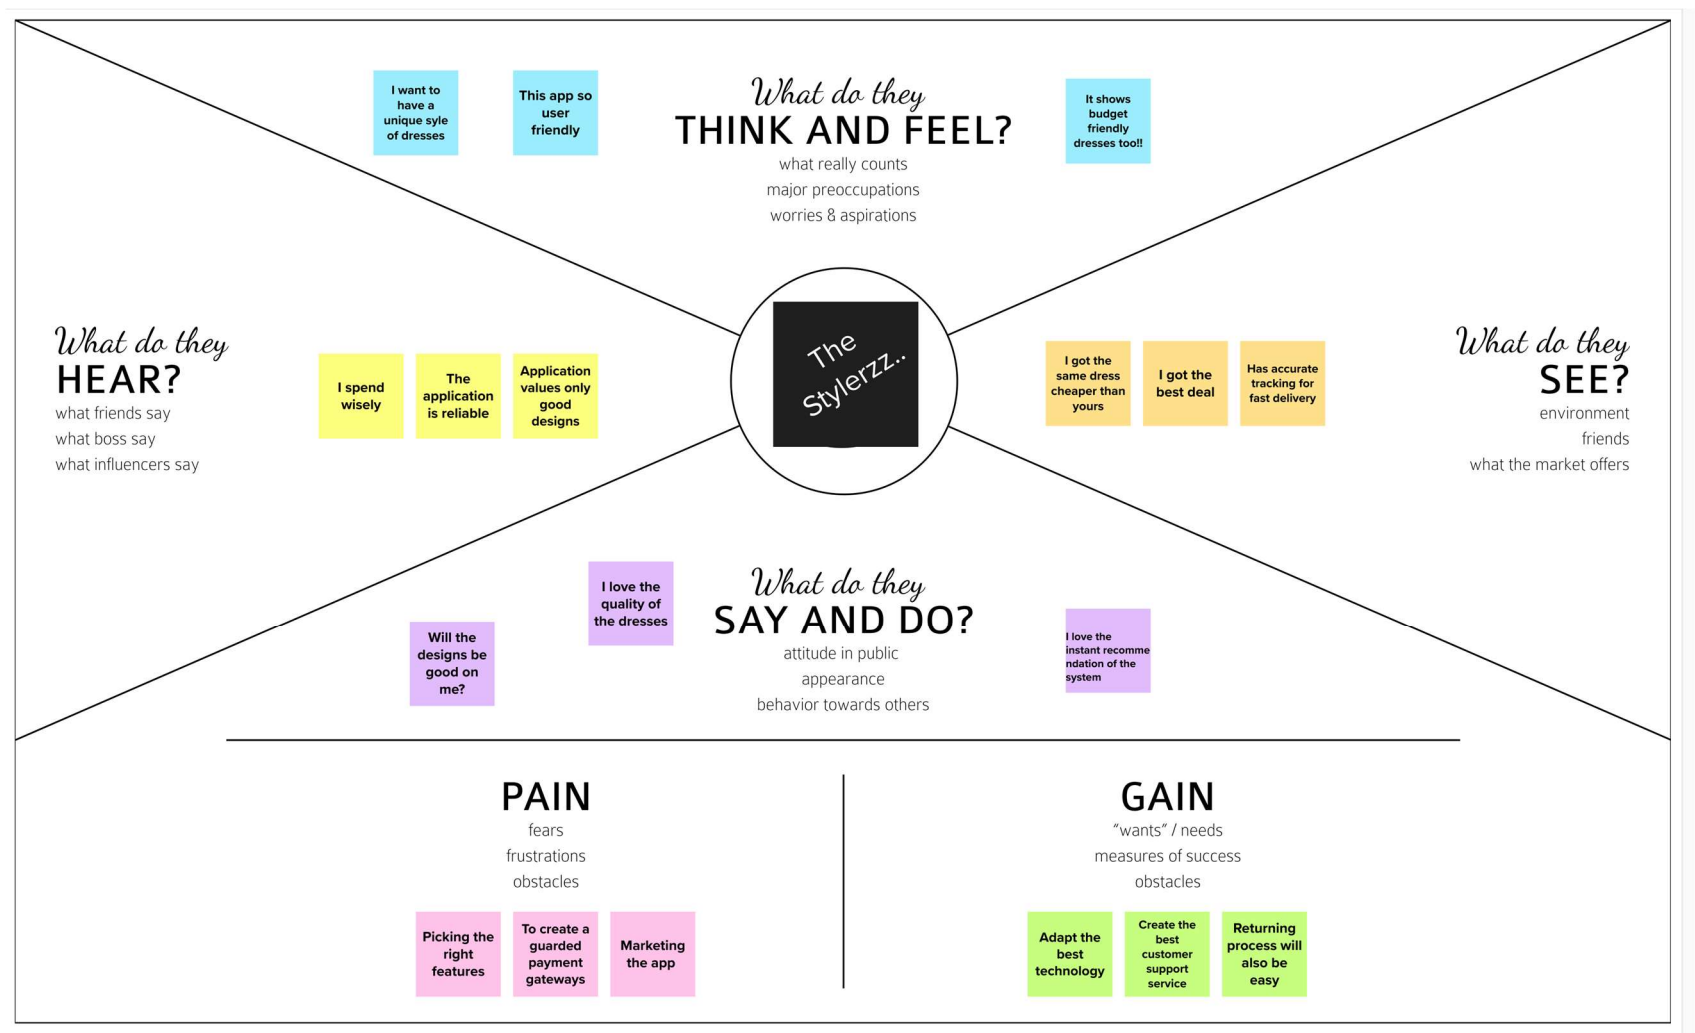 What do they
THINK AND FEEL?
what really counts
major preoccupations
worries & aspirations
I want to
have a
unique syle
of dresses
This app so
user
friendly
It shows
budget
friendly
dresses too!!
What do they
HEAR?
what friends say
what boss say
what influencers say
I spend
wisely
The
application
is reliable
Application
values only
good
designs
The
Stylerzz..
I got the
same dress
cheaper than
yours
I got the
best deal
Has accurate
tracking for
fast delivery
What do they
SEE?
environment
friends
what the market offers
What do they
SAY AND DO?
attitude in public
appearance
behavior towards others
Will the
designs be
good on
me?
I love the
quality of
the dresses
I love the
instant recomme
ndation of the
system
PAIN
fears
frustrations
obstacles
Picking the
right
features
To create a
guarded
payment
gateways
Marketing
the app
GAIN
"wants" / needs
measures of success
obstacles
Adapt the
best
technology
Create the
best
customer
support
service
Returning
process will
also be
easy